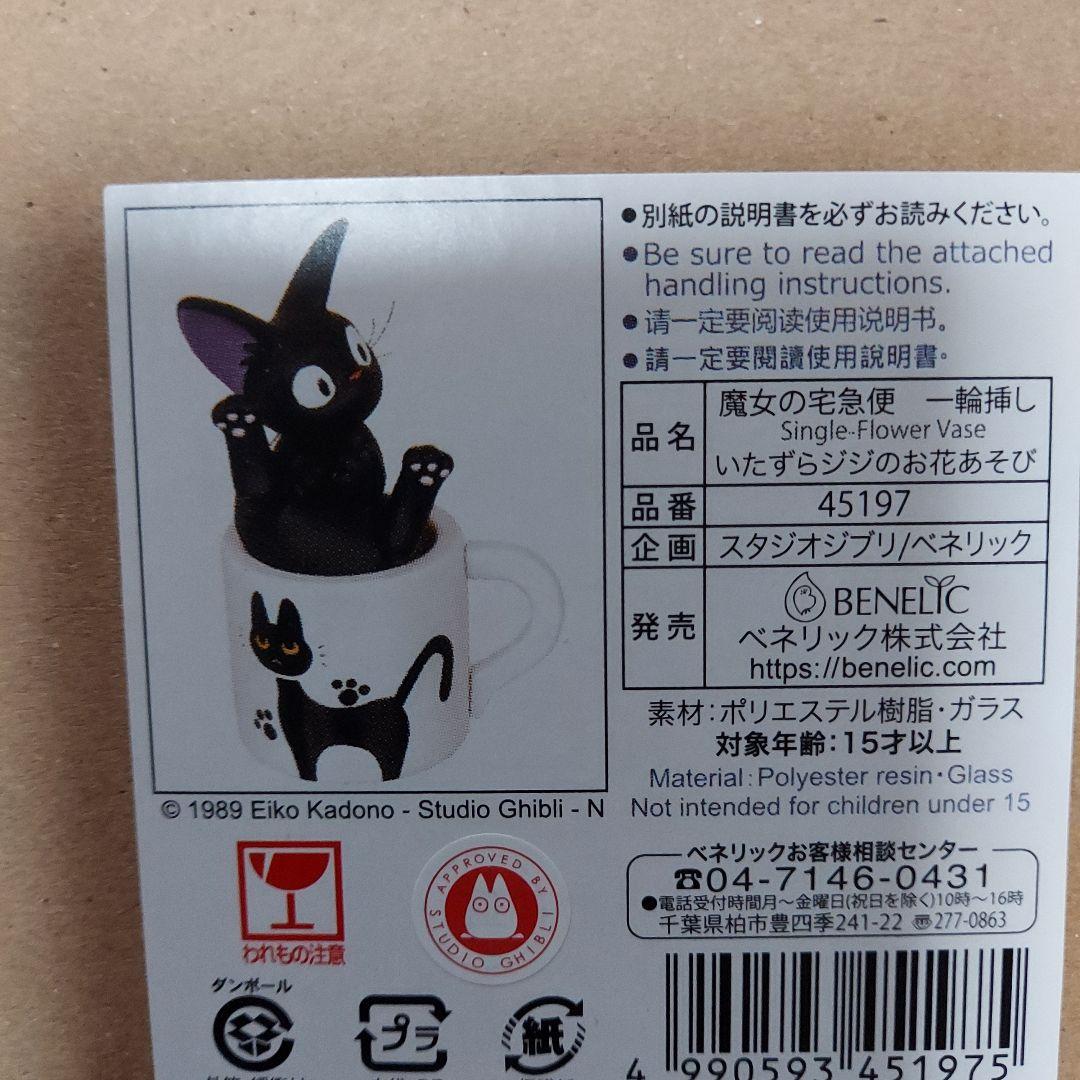 ●別紙の説明書を必ずお読みください。
●Be sure to read the attached
handling instructions.
●请一定要阅读使用说明书。
●請一定要閱讀使用說明書·
品名
魔女の宅急便　一輪挿し
Single-Flower Vase
いたずらジジのお花あそび
品番 45197
企画 スタジオジブリ/ベネリック
発売
BENELIC
ベネリック株式会社
https://benelic.com
素材:ポリエステル樹脂・ガラス
対象年齢:15才以上
Material:Polyester resin・Glass
Not intended for children under 15
© 1989 Eiko Kadono - Studio Ghibli - N
われもの注意
APPROVED BY
STUDIO GHIBLI
ベネリックお客様相談センター
☎04-7146-0431
●電話受付時間月～金曜日(祝日を除く)10時～16時
千葉県柏市豊四季241-22 〠277-0863
ダンボール
プラ
紙
4 990593 451975